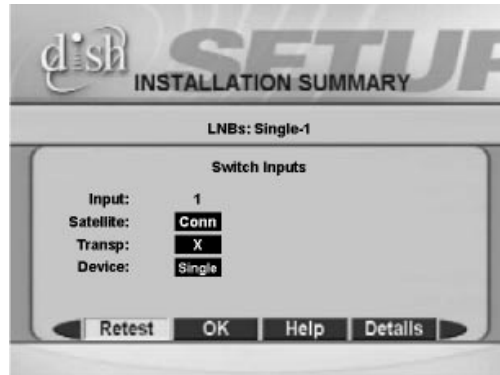 dish
SETUP
INSTALLATION SUMMARY
LNBs: Single-1
Switch Inputs
Input: 1
Satellite: Conn
Transp: X
Device: Single
Retest OK Help Details